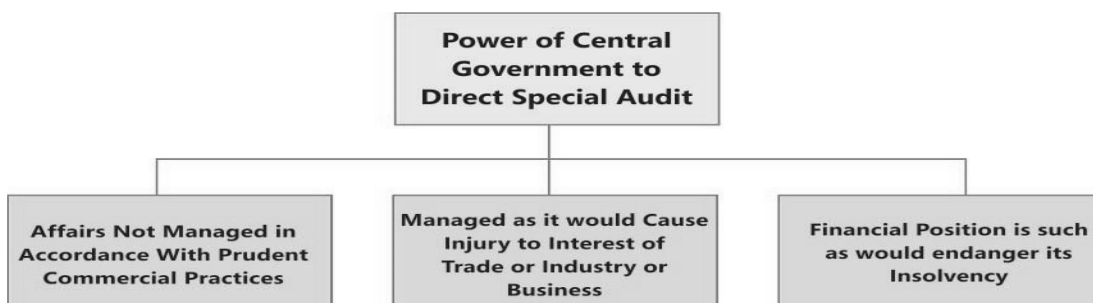 Power of Central
Government to
Direct Special Audit
Affairs Not Managed in
Accordance With Prudent
Commercial Practices
Managed as it would Cause
Injury to Interest of
Trade or Industry or
Business
Financial Position is such
as would endanger its
Insolvency